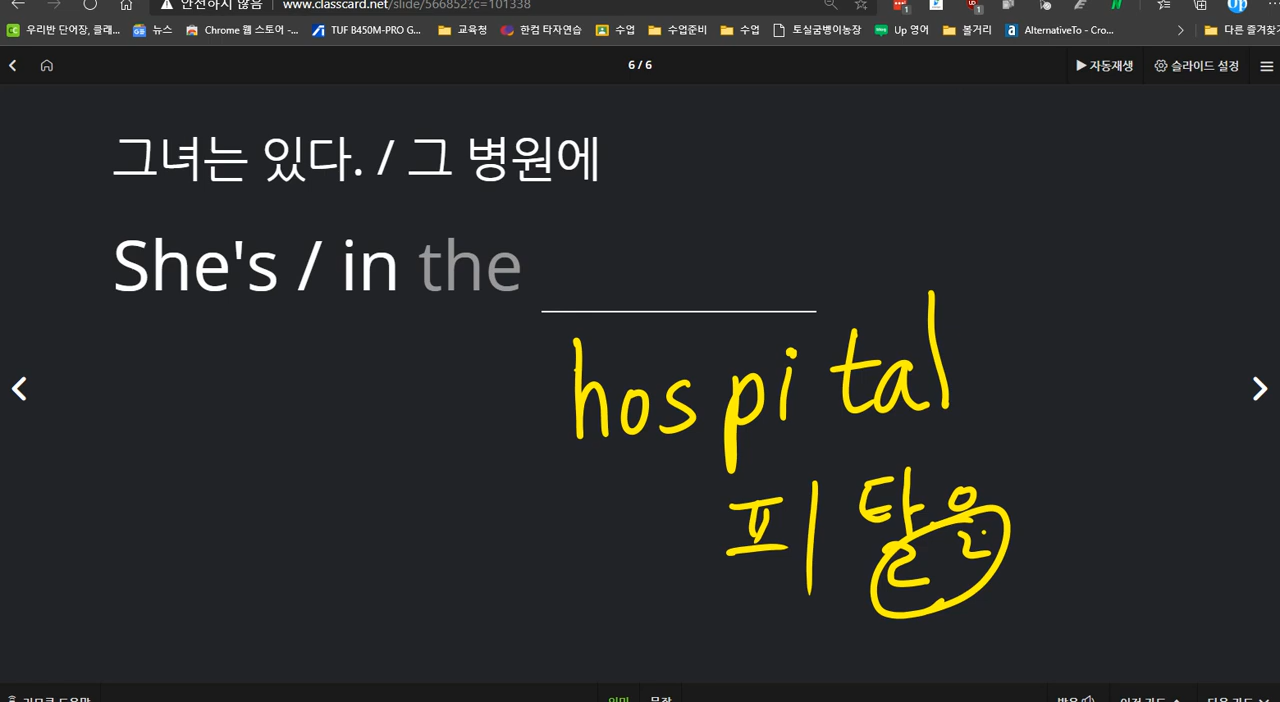 안전하지 않음 | www.classcard.net/slide/566852?c=101338
우리반 단어장, 클래... 뉴스 Chrome 웹 스토어 -... TUF B450M-PRO G... 교육청 한컴 타자연습 수업 수업준비 수업 토실굼벵이농장 Up 영어 볼거리 AlternativeTo - Cro... 다른 즐겨찾기
6 / 6 자동재생 슬라이드 설정
그녀는 있다. / 그 병원에
She's / in the
hospital
피 탈을